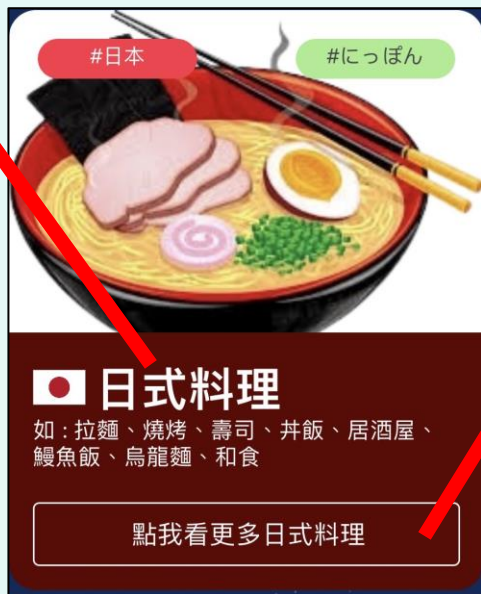 #日本
#にっぽん
日式料理
如：拉麵、燒烤、壽司、丼飯、居酒屋、
鰻魚飯、烏龍麵、和食
點我看更多日式料理